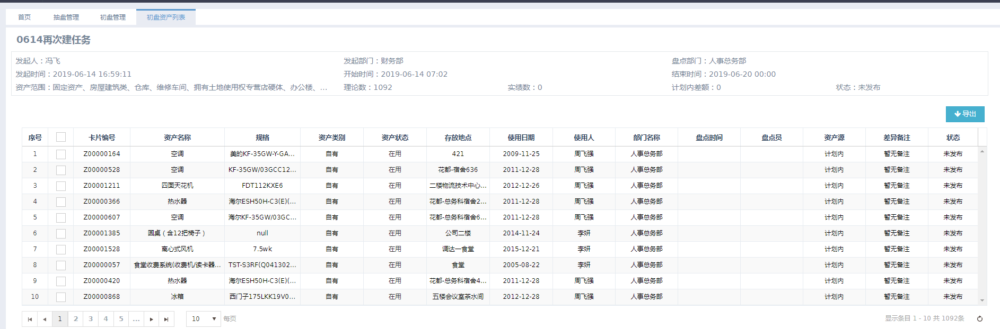 首页 抽盘管理 初盘管理 初盘资产列表
0614再次建任务
发起人：冯飞 发起部门：财务部 盘点部门：人事总务部
发起时间：2019-06-14 16:59:11 开始时间：2019-06-14 07:02 结束时间：2019-06-20 00:00
资产范围：固定资产、房屋建筑类、仓库、维修车间、拥有土地使用权专营店硬体、办公楼、... 理论数：1092 实绩数：0 计划内差额：0 状态：未发布
导出
序号 卡片编号 资产名称 规格 资产类别 资产状态 存放地点 使用日期 使用人 部门名称 盘点时间 盘点员 资产源 差异备注 状态
1 Z00000164 空调 美的KF-35GW-Y-GA... 自有 在用 421 2009-11-25 周飞强 人事总务部 计划内 暂无备注 未发布
2 Z00000528 空调 KF-35GW/03GCC12... 自有 在用 花都-宿舍636 2011-12-28 周飞强 人事总务部 计划内 暂无备注 未发布
3 Z00001211 四面天花机 FDT112KXE6 自有 在用 二楼物流技术中心... 2012-12-26 周飞强 人事总务部 计划内 暂无备注 未发布
4 Z00000366 热水器 海尔ESH50H-C3(E)(... 自有 在用 花都-总务科宿舍2... 2011-12-28 周飞强 人事总务部 计划内 暂无备注 未发布
5 Z00000607 空调 海尔KF-35GW/03GC... 自有 在用 花都-总务科宿舍6... 2011-12-28 周飞强 人事总务部 计划内 暂无备注 未发布
6 Z00001385 圆桌（含12把椅子） null 自有 在用 公司二楼 2014-11-24 李妍 人事总务部 计划内 暂无备注 未发布
7 Z00001528 离心式风机 7.5wk 自有 在用 调达一食堂 2015-12-21 李妍 人事总务部 计划内 暂无备注 未发布
8 Z00000057 食堂收费系统(收费机/读卡器... TST-S3RF(Q041302... 自有 在用 食堂 2005-08-22 李妍 人事总务部 计划内 暂无备注 未发布
9 Z00000420 热水器 海尔ESH50H-C3(E)(... 自有 在用 花都-总务科宿舍4... 2011-12-28 周飞强 人事总务部 计划内 暂无备注 未发布
10 Z00000868 冰箱 西门子175LKK19V0... 自有 在用 五楼会议室茶水间 2012-12-28 周飞强 人事总务部 计划内 暂无备注 未发布
1 2 3 4 5 ... 10 每页 显示条目 1 - 10 共 1092条